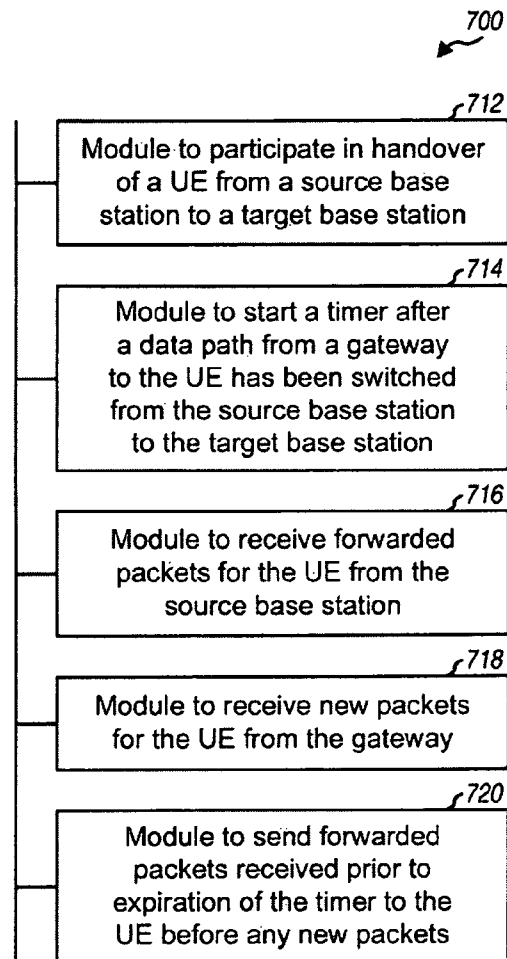 700
712
Module to participate in handover
of a UE from a source base
station to a target base station
714
Module to start a timer after
a data path from a gateway
to the UE has been switched
from the source base station
to the target base station
716
Module to receive forwarded
packets for the UE from the
source base station
718
Module to receive new packets
for the UE from the gateway
720
Module to send forwarded
packets received prior to
expiration of the timer to the
UE before any new packets